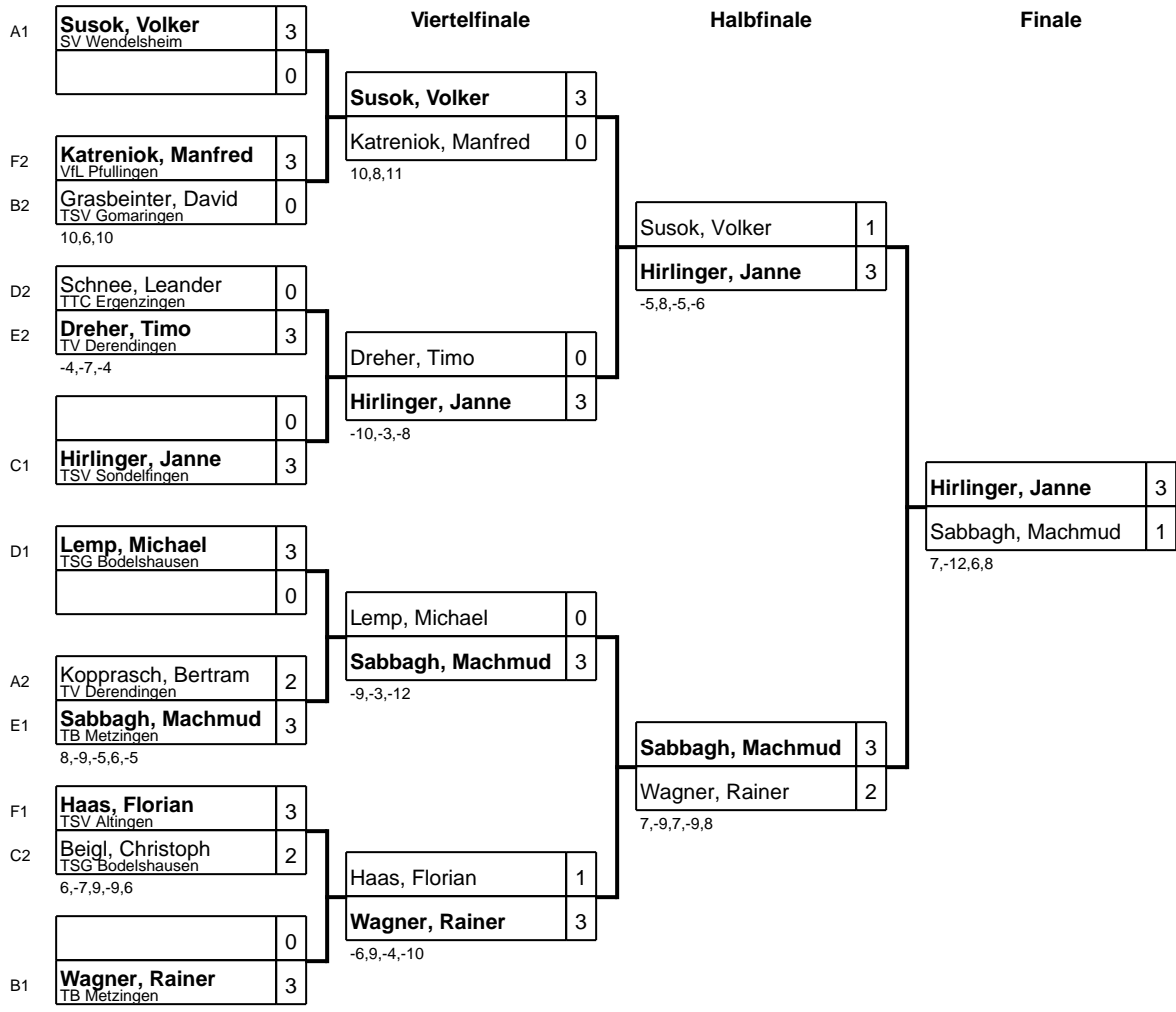 Viertelfinale
Halbfinale
Finale
A1
Susok, Volker 3
SV Wendelsheim
0
F2
Katreniok, Manfred 3
VfL Pfullingen
B2
Grasbeinter, David 0
TSV Gomaringen
10,6,10
D2
Schnee, Leander 0
TTC Ergenzingen
E2
Dreher, Timo 3
TV Derendingen
-4,-7,-4
0
C1
Hirlinger, Janne 3
TSV Sondelfingen
D1
Lemp, Michael 3
TSG Bodelshausen
0
A2
Kopprasch, Bertram 2
TV Derendingen
E1
Sabbagh, Machmud 3
TB Metzingen
8,-9,-5,6,-5
F1
Haas, Florian 3
TSV Altingen
C2
Beigl, Christoph 2
TSG Bodelshausen
6,-7,9,-9,6
0
B1
Wagner, Rainer 3
TB Metzingen
Susok, Volker 3
Katreniok, Manfred 0
10,8,11
Dreher, Timo 0
Hirlinger, Janne 3
-10,-3,-8
Lemp, Michael 0
Sabbagh, Machmud 3
-9,-3,-12
Haas, Florian 1
Wagner, Rainer 3
-6,9,-4,-10
Susok, Volker 1
Hirlinger, Janne 3
-5,8,-5,-6
Sabbagh, Machmud 3
Wagner, Rainer 2
7,-9,7,-9,8
Hirlinger, Janne 3
Sabbagh, Machmud 1
7,-12,6,8